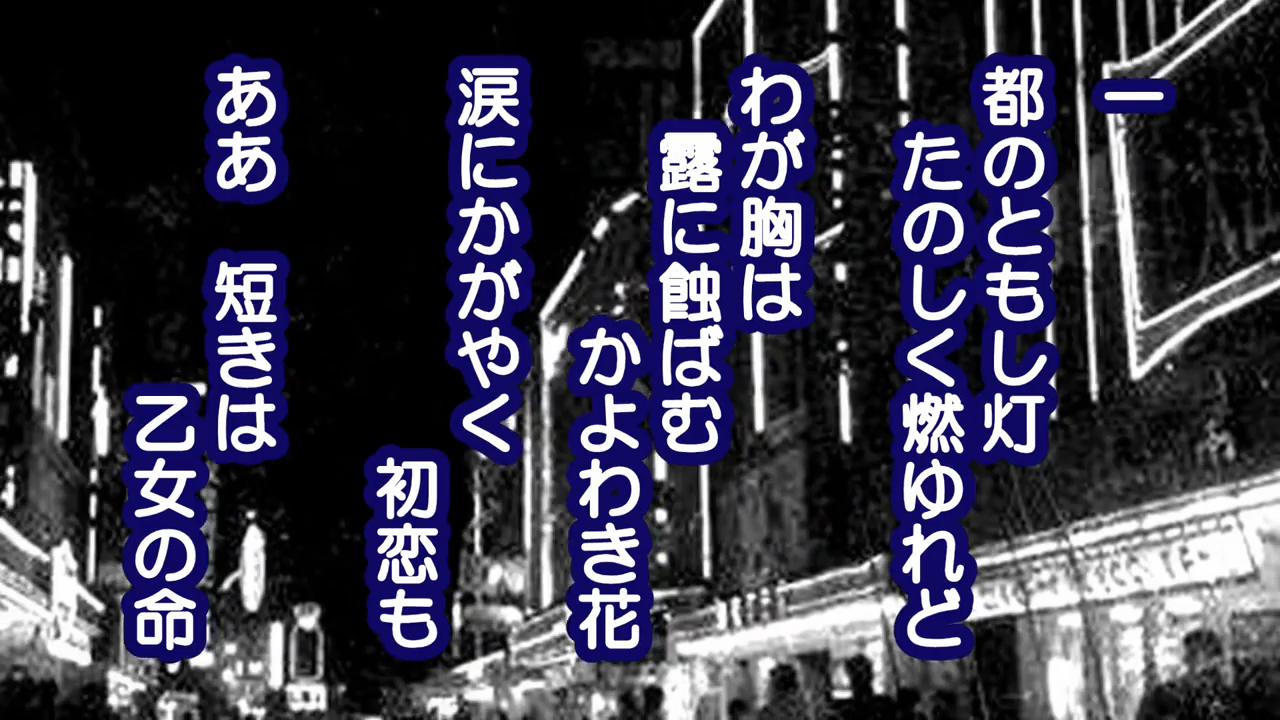 一
都のともし灯
たのしく燃ゆれど
わが胸は
露に蝕ばむ
かよわき花
涙にかがやく
初恋も
ああ　短きは
乙女の命